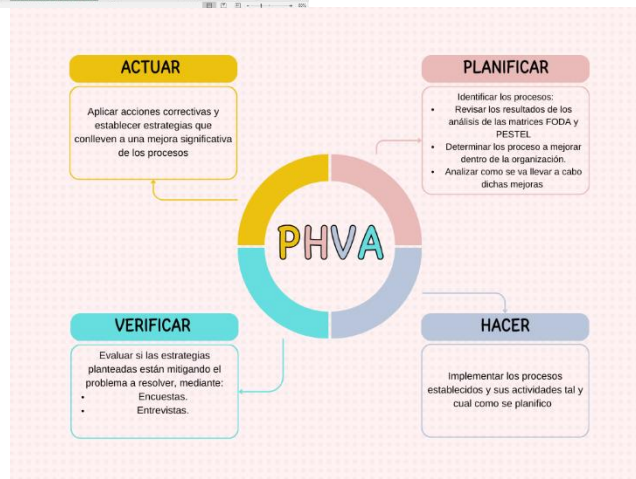 ACTUAR
Aplicar acciones correctivas y
establecer estrategias que
conlleven a una mejora significativa
de los procesos
PLANIFICAR
Identificar los procesos:
• Revisar los resultados de los
análisis de las matrices FODA y
PESTEL
• Determinar los proceso a mejorar
dentro de la organización.
• Analizar como se va llevar a cabo
dichas mejoras
PHVA
VERIFICAR
Evaluar si las estrategias
planteadas están mitigando el
problema a resolver, mediante:
• Encuestas.
• Entrevistas.
HACER
Implementar los procesos
establecidos y sus actividades tal y
cual como se planifico